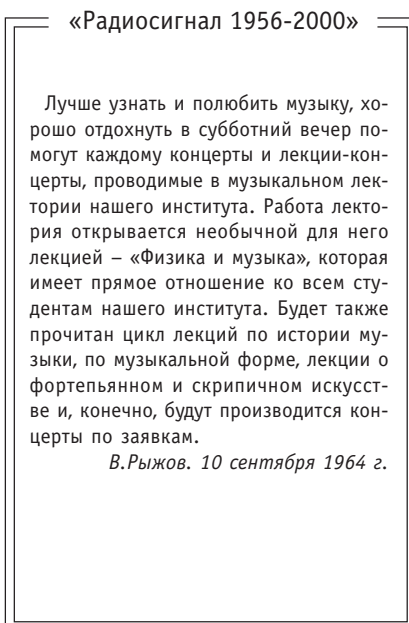 «Радиосигнал 1956-2000»
Лучше узнать и полюбить музыку, хо-
рошо отдохнуть в субботний вечер по-
могут каждому концерты и лекции-кон-
церты, проводимые в музыкальном лек-
тории нашего института. Работа лекто-
рия открывается необычной для него
лекцией – «Физика и музыка», которая
имеет прямое отношение ко всем сту-
дентам нашего института. Будет также
прочитан цикл лекций по истории му-
зыки, по музыкальной форме, лекции о
фортепьянном и скрипичном искусст-
ве и, конечно, будут производится кон-
церты по заявкам.
В.Рыжов. 10 сентября 1964 г.